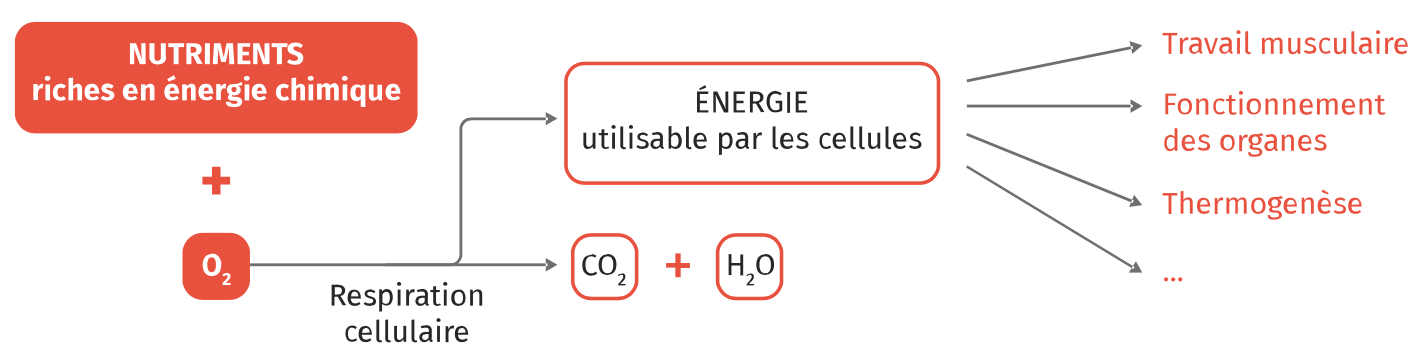 NUTRIMENTS
riches en énergie chimique
+
O₂
Respiration
cellulaire
ÉNERGIE
utilisable par les cellules
CO₂ + H₂O
Travail musculaire
Fonctionnement
des organes
Thermogenèse
...